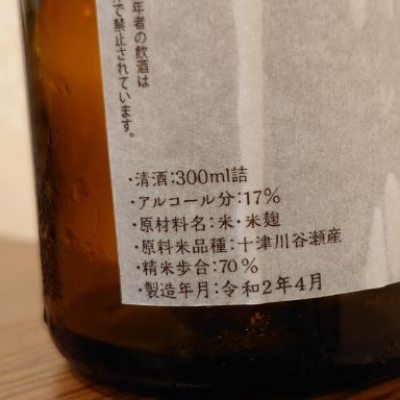 年者の飲酒は
で禁止されています。
・清酒:300ml詰
・アルコール分:17%
・原材料名:米・米麹
・原料米品種:十津川谷瀬産
・精米歩合:70%
・製造年月:令和2年4月